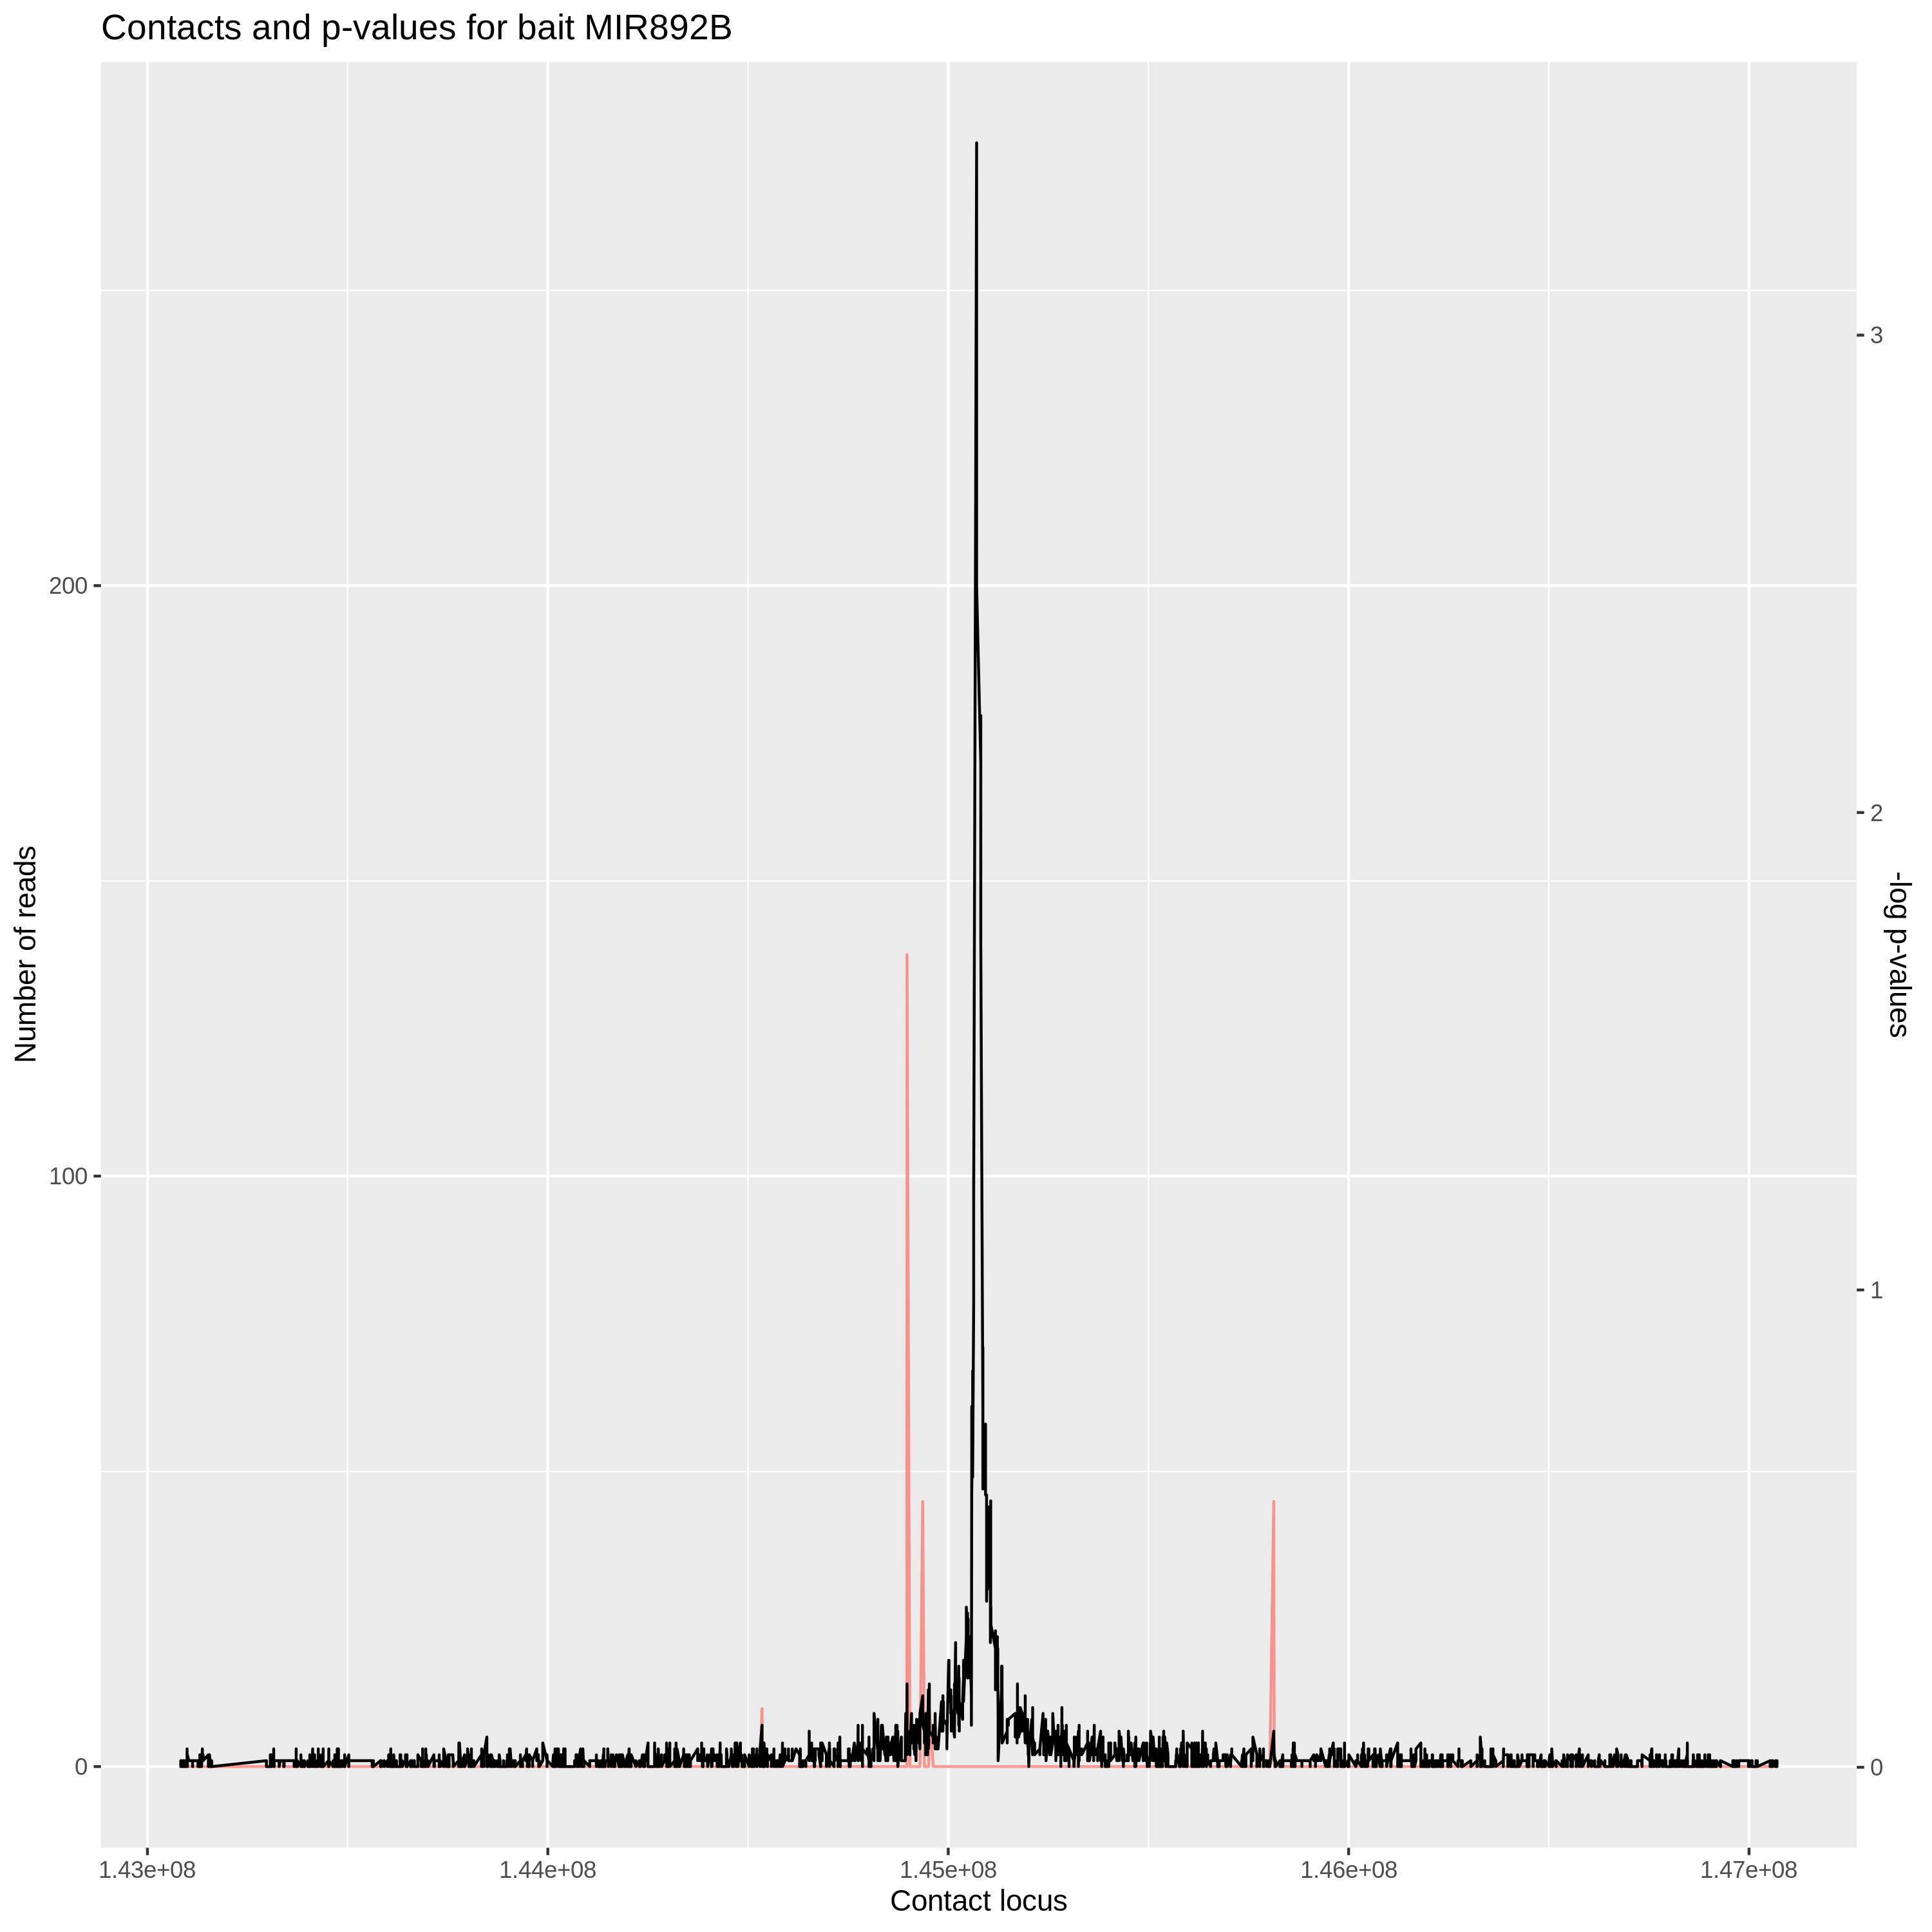 Contacts and p-values for bait MIR892B
Number of reads
200
100
0
3
2
1
0
-log p-values
1.43e+08
1.44e+08
1.45e+08
1.46e+08
1.47e+08
Contact locus